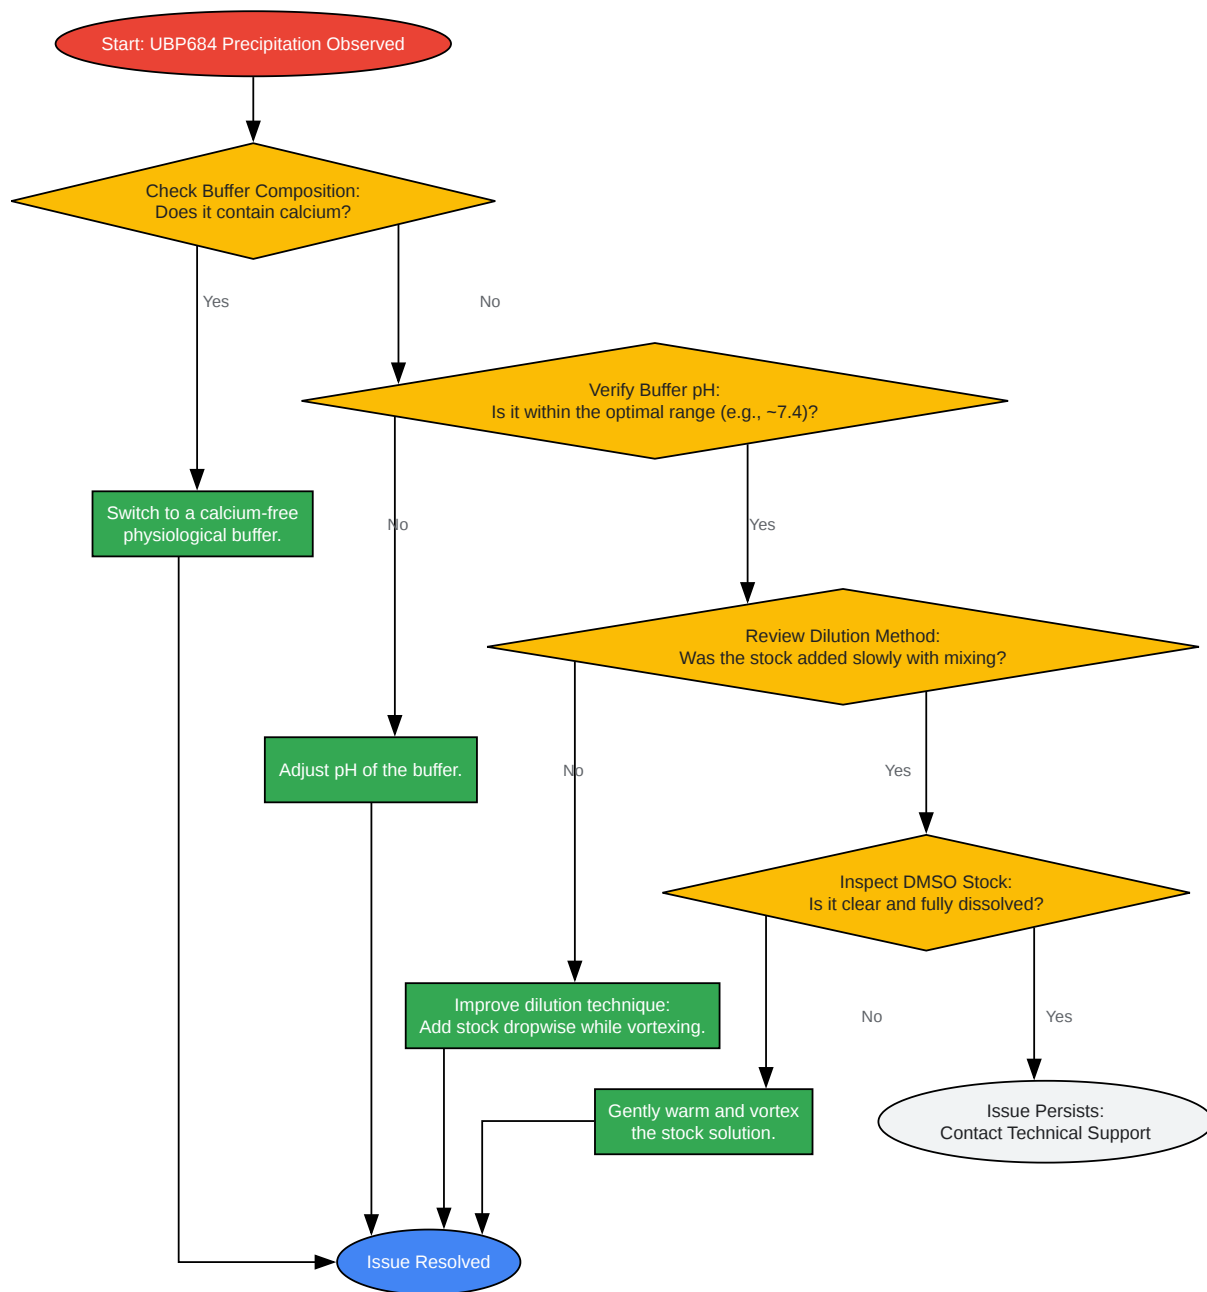 Start: UBP684 Precipitation Observed
Check Buffer Composition:
Does it contain calcium?
Yes
No
Verify Buffer pH:
Is it within the optimal range (e.g., ~7.4)?
Switch to a calcium-free
physiological buffer.
No
Yes
Review Dilution Method:
Was the stock added slowly with mixing?
Adjust pH of the buffer.
No
Yes
Inspect DMSO Stock:
Is it clear and fully dissolved?
Improve dilution technique:
Add stock dropwise while vortexing.
No
Yes
Gently warm and vortex
the stock solution.
Issue Persists:
Contact Technical Support
Issue Resolved